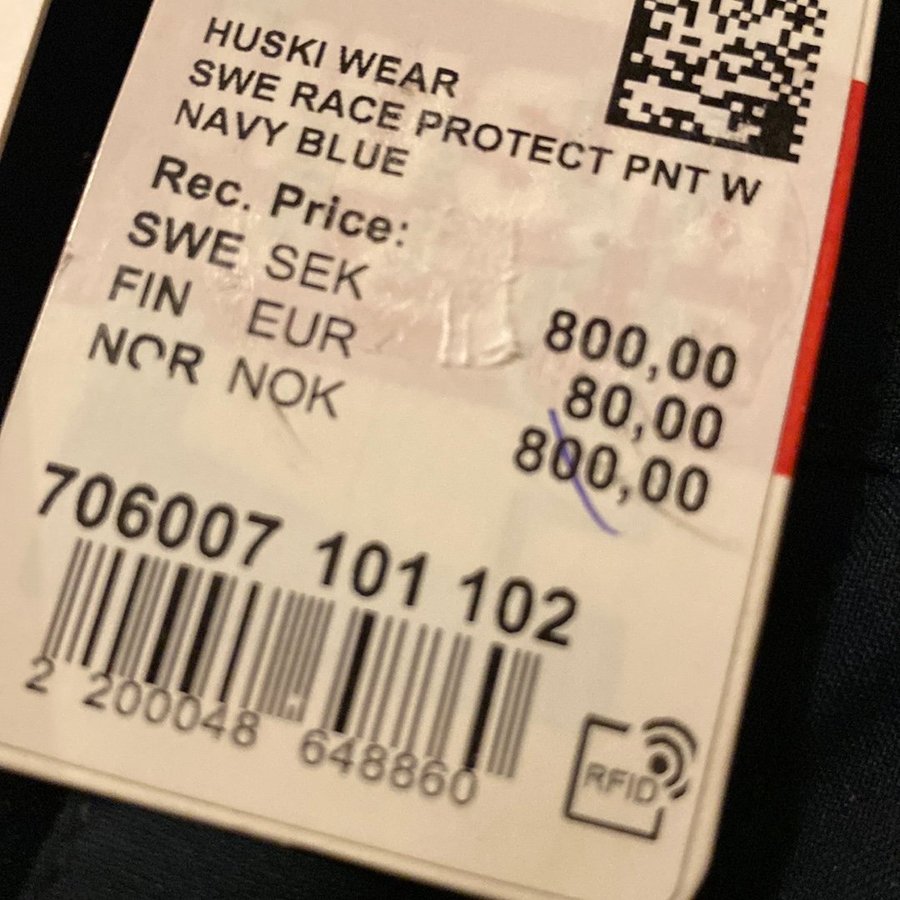 HUSKI WEAR
SWE RACE PROTECT PNT W
NAVY BLUE
Rec. Price:
SWE SEK 800,00
FIN EUR 80,00
NOR NOK 800,00
706007 101 102
2 200048 648860
RFID